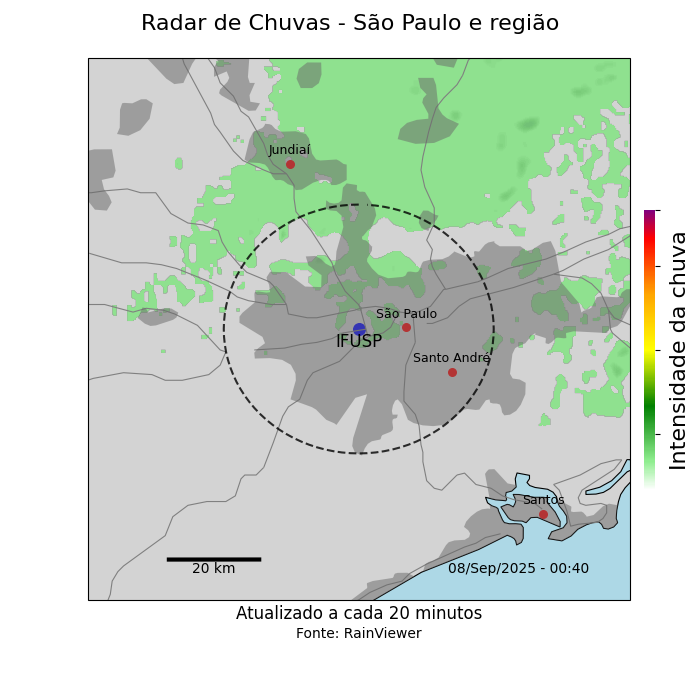 Radar de Chuvas - São Paulo e região
Jundiaí
São Paulo
IFUSP
Santo André
Santos
20 km
08/Sep/2025 - 00:40
Intensidade da chuva
Atualizado a cada 20 minutos
Fonte: RainViewer